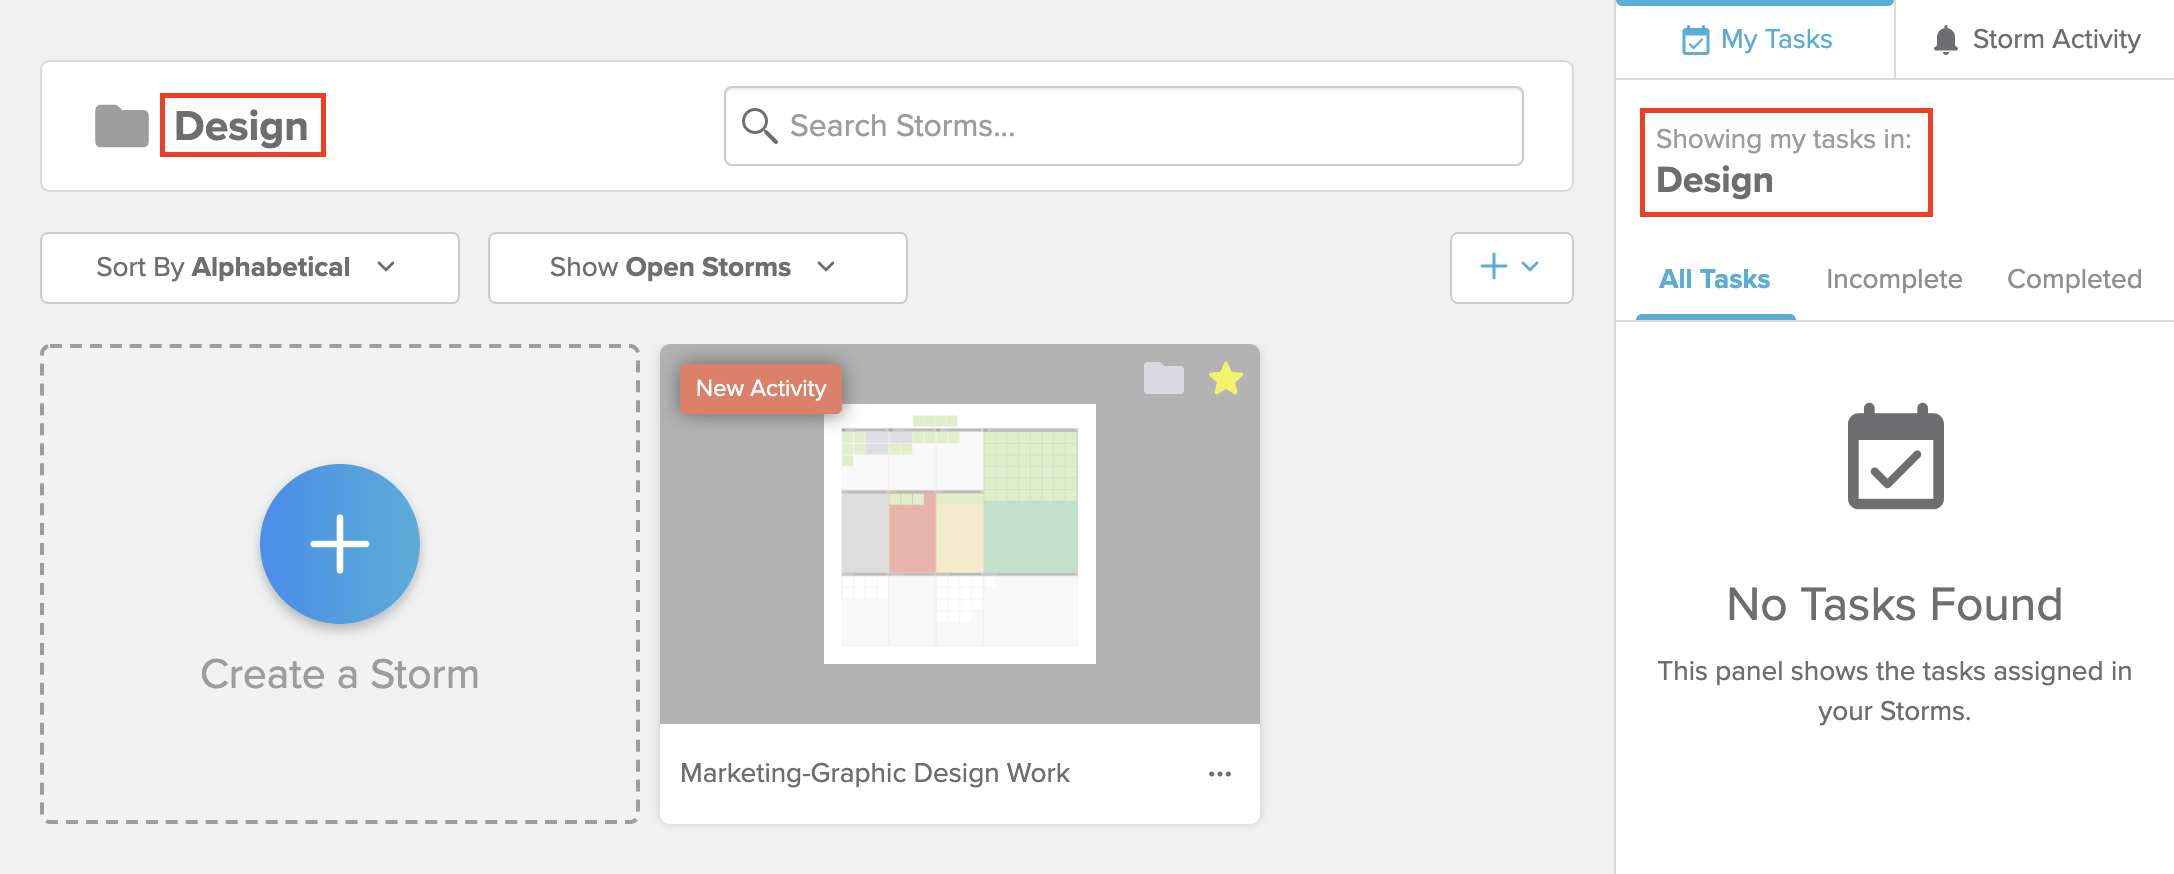 Design
Search Storms...
Sort By Alphabetical
Show Open Storms
Create a Storm
New Activity
Marketing-Graphic Design Work
My Tasks
Storm Activity
Showing my tasks in:
Design
All Tasks
Incomplete
Completed
No Tasks Found
This panel shows the tasks assigned in
your Storms.